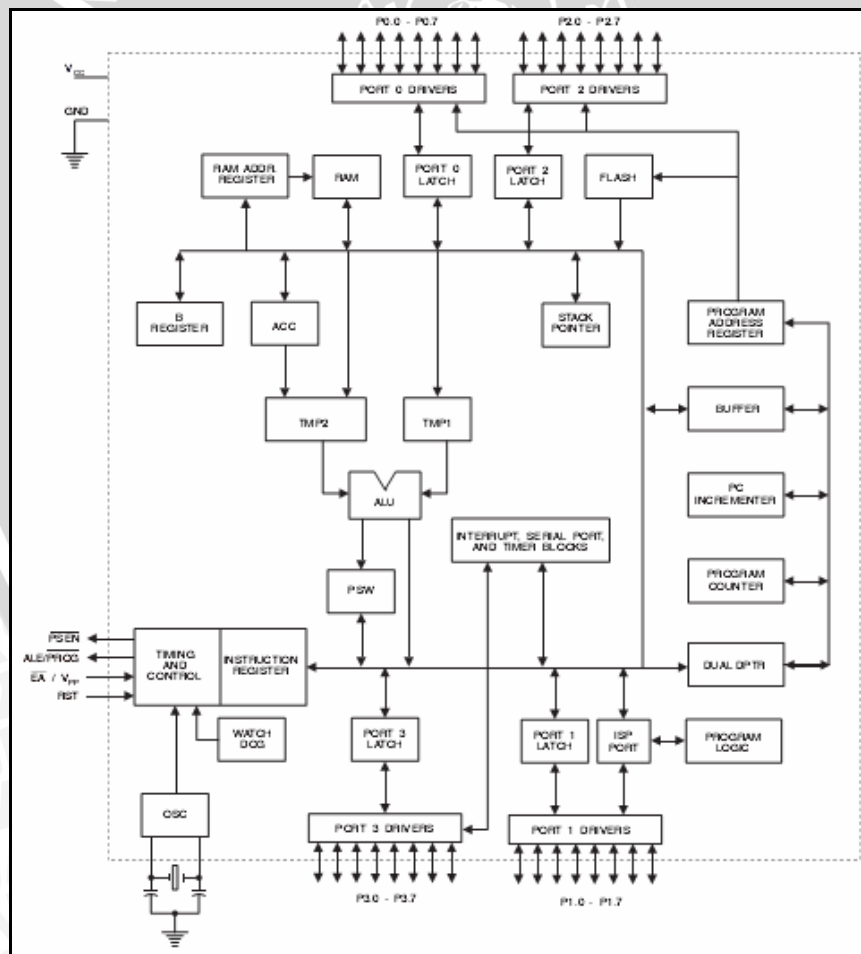 P0.0 - P0.7
P2.0 - P2.7
VCC
PORT 0 DRIVERS
PORT 2 DRIVERS
GND
RAM ADDR.
REGISTER
RAM
PORT 0
LATCH
PORT 2
LATCH
FLASH
B
REGISTER
ACC
STACK
POINTER
PROGRAM
ADDRESS
REGISTER
BUFFER
TMP2
TMP1
ALU
PC
INCREMENTER
INTERRUPT, SERIAL PORT,
AND TIMER BLOCKS
PSW
PROGRAM
COUNTER
PSEN
ALE/PROG
EA / VPP
RST
TIMING
AND
CONTROL
INSTRUCTION
REGISTER
DUAL DPTR
WATCH
DOG
PORT 3
LATCH
PORT 1
LATCH
ISP
PORT
PROGRAM
LOGIC
OSC
PORT 3 DRIVERS
PORT 1 DRIVERS
P3.0 - P3.7
P1.0 - P1.7